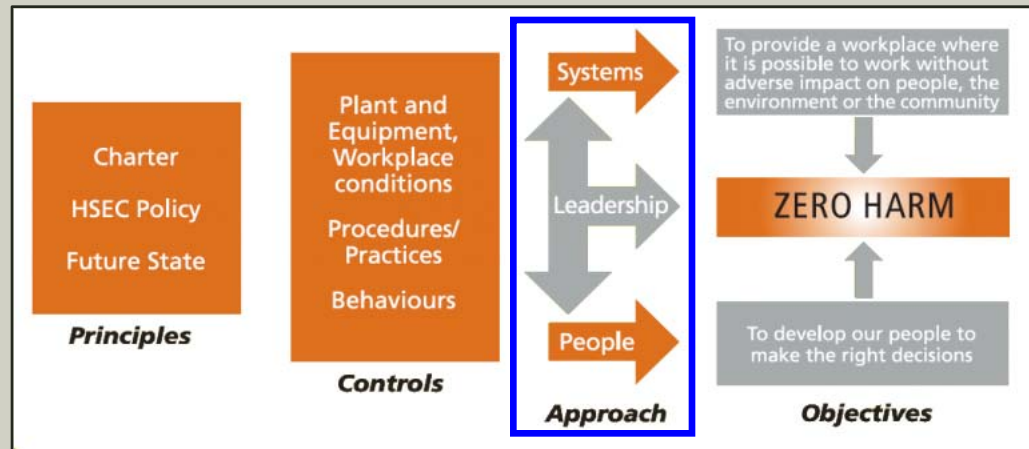 Charter
HSEC Policy
Future State
Principles
Plant and
Equipment,
Workplace
conditions
Procedures/
Practices
Behaviours
Controls
Systems
Leadership
People
Approach
To provide a workplace where
it is possible to work without
adverse impact on people, the
environment or the community
ZERO HARM
To develop our people to
make the right decisions
Objectives